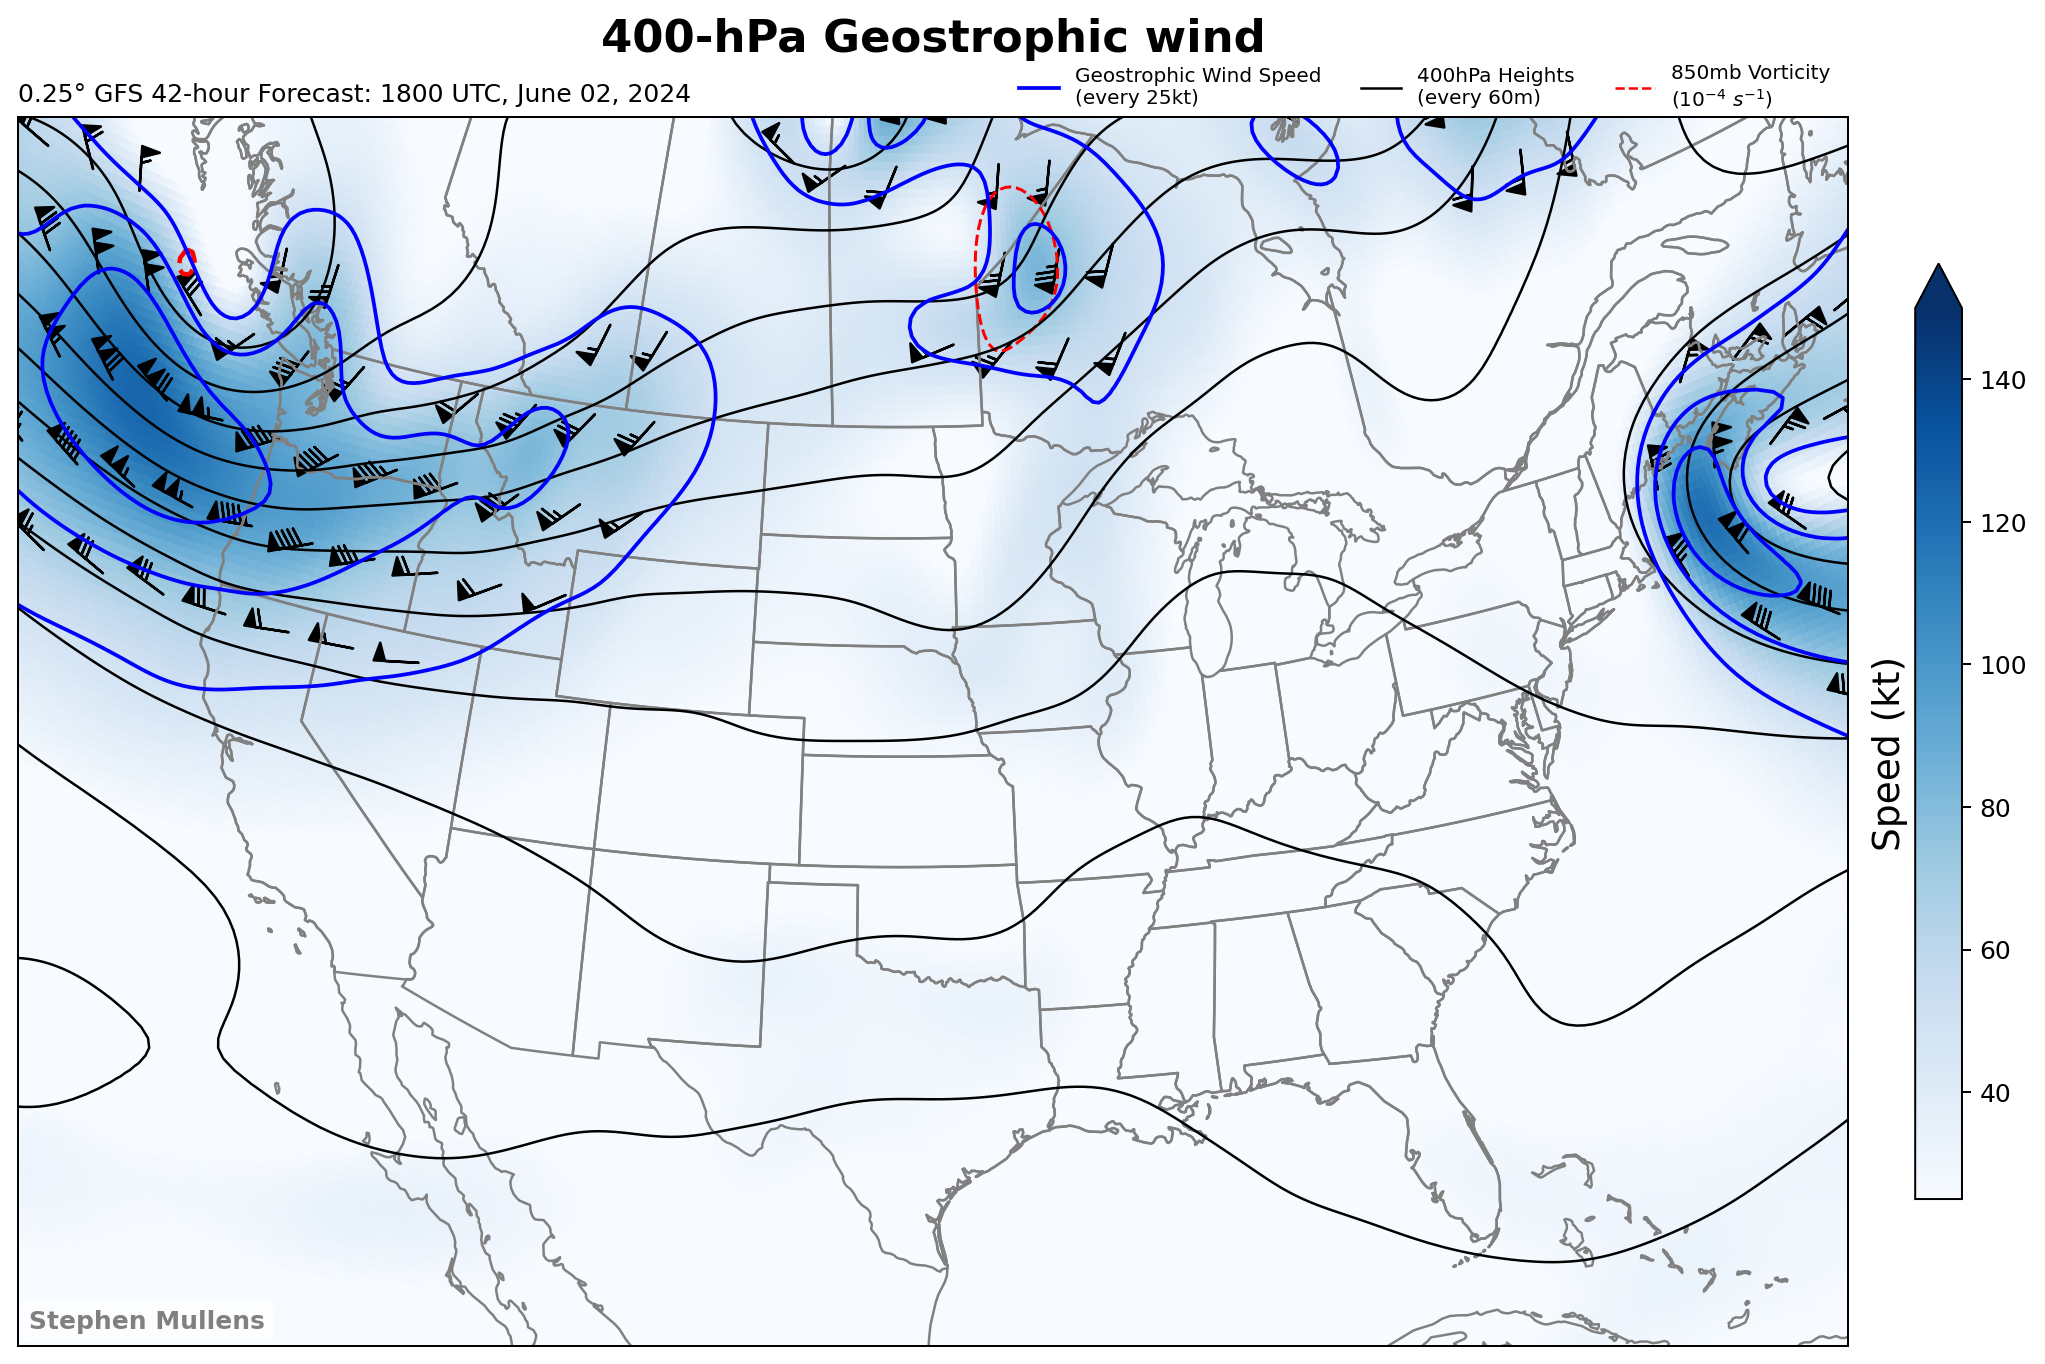 400-hPa Geostrophic wind
0.25° GFS 42-hour Forecast: 1800 UTC, June 02, 2024
Geostrophic Wind Speed
(every 25kt)
400hPa Heights
(every 60m)
850mb Vorticity
(10⁻⁴ s⁻¹)
140
120
100
80
60
40
Speed (kt)
Stephen Mullens